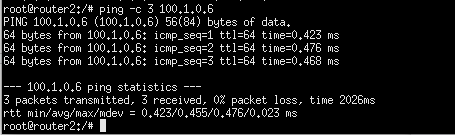 root@router2:/# ping -c 3 100.1.0.6
PING 100.1.0.6 (100.1.0.6) 56(84) bytes of data.
64 bytes from 100.1.0.6: icmp_seq=1 ttl=64 time=0.423 ms
64 bytes from 100.1.0.6: icmp_seq=2 ttl=64 time=0.476 ms
64 bytes from 100.1.0.6: icmp_seq=3 ttl=64 time=0.468 ms
--- 100.1.0.6 ping statistics ---
3 packets transmitted, 3 received, 0% packet loss, time 2026ms
rtt min/avg/max/mdev = 0.423/0.455/0.476/0.023 ms
root@router2:/#